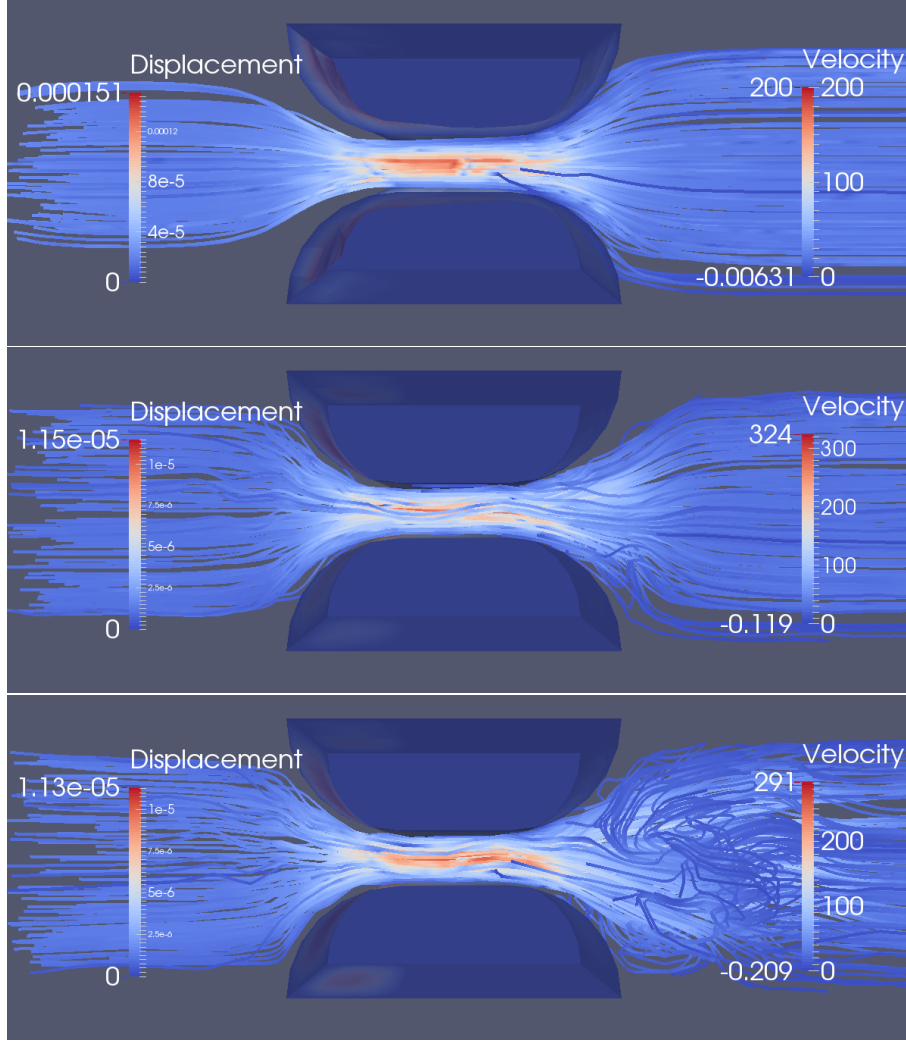 Displacement
0.000151
0.00012
8e-5
4e-5
0
Velocity
200 200
100
-0.00631 0
Displacement
1.15e-05
1e-5
7.5e-6
5e-6
2.5e-6
0
Velocity
324
300
200
100
-0.119 0
Displacement
1.13e-05
1e-5
7.5e-6
5e-6
2.5e-6
0
Velocity
291
200
100
-0.209 0